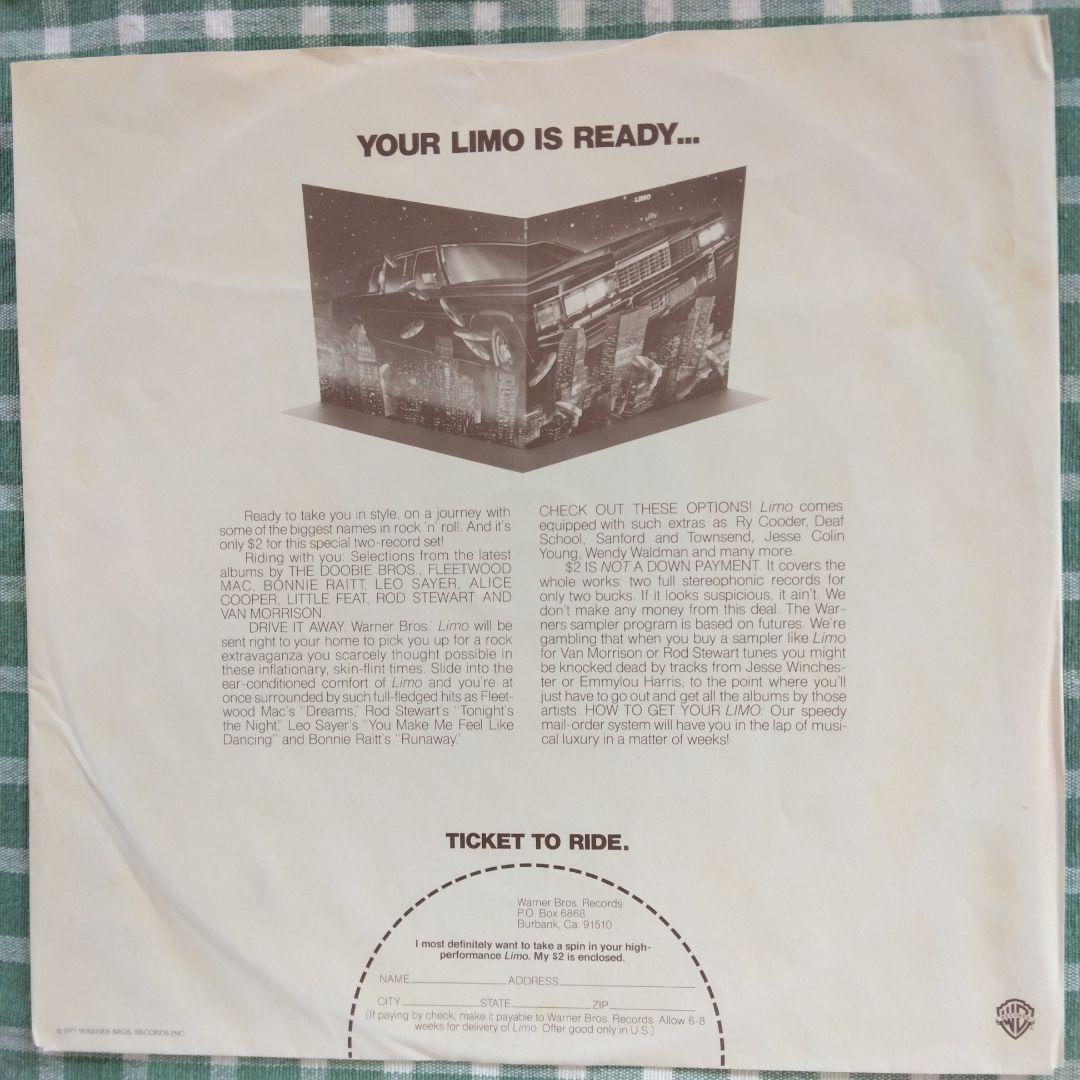 YOUR LIMO IS READY...
LIMO
Ready to take you in style, on a journey with
some of the biggest names in rock 'n' roll. And it's
only $2 for this special two-record set!
Riding with you: Selections from the latest
albums by THE DOOBIE BROS., FLEETWOOD
MAC, BONNIE RAITT, LEO SAYER, ALICE
COOPER, LITTLE FEAT, ROD STEWART AND
VAN MORRISON.
DRIVE IT AWAY. Warner Bros.' Limo will be
sent right to your home to pick you up for a rock
extravaganza you scarcely thought possible in
these inflationary, skin-flint times. Slide into the
ear-conditioned comfort of Limo and you're at
once surrounded by such full-fledged hits as Fleet-
wood Mac's "Dreams," Rod Stewart's "Tonight's
the Night," Leo Sayer's "You Make Me Feel Like
Dancing" and Bonnie Raitt's "Runaway."
CHECK OUT THESE OPTIONS! Limo comes
equipped with such extras as Ry Cooder, Deaf
School, Sanford and Townsend, Jesse Colin
Young, Wendy Waldman and many more.
$2 IS NOT A DOWN PAYMENT. It covers the
whole works: two full stereophonic records for
only two bucks. If it looks suspicious, it ain't. We
don't make any money from this deal. The War-
ners sampler program is based on futures. We're
gambling that when you buy a sampler like Limo
for Van Morrison or Rod Stewart tunes you might
be knocked dead by tracks from Jesse Winches-
ter or Emmylou Harris, to the point where you'll
just have to go out and get all the albums by those
artists. HOW TO GET YOUR LIMO: Our speedy
mail-order system will have you in the lap of musi-
cal luxury in a matter of weeks!
TICKET TO RIDE.
Warner Bros. Records
P.O. Box 6868
Burbank, Ca. 91510
I most definitely want to take a spin in your high-
performance Limo. My $2 is enclosed.
NAME ADDRESS
CITY STATE ZIP
(If paying by check, make it payable to Warner Bros. Records. Allow 6-8
weeks for delivery of Limo. Offer good only in U.S.)
© 1977 WARNER BROS. RECORDS INC.